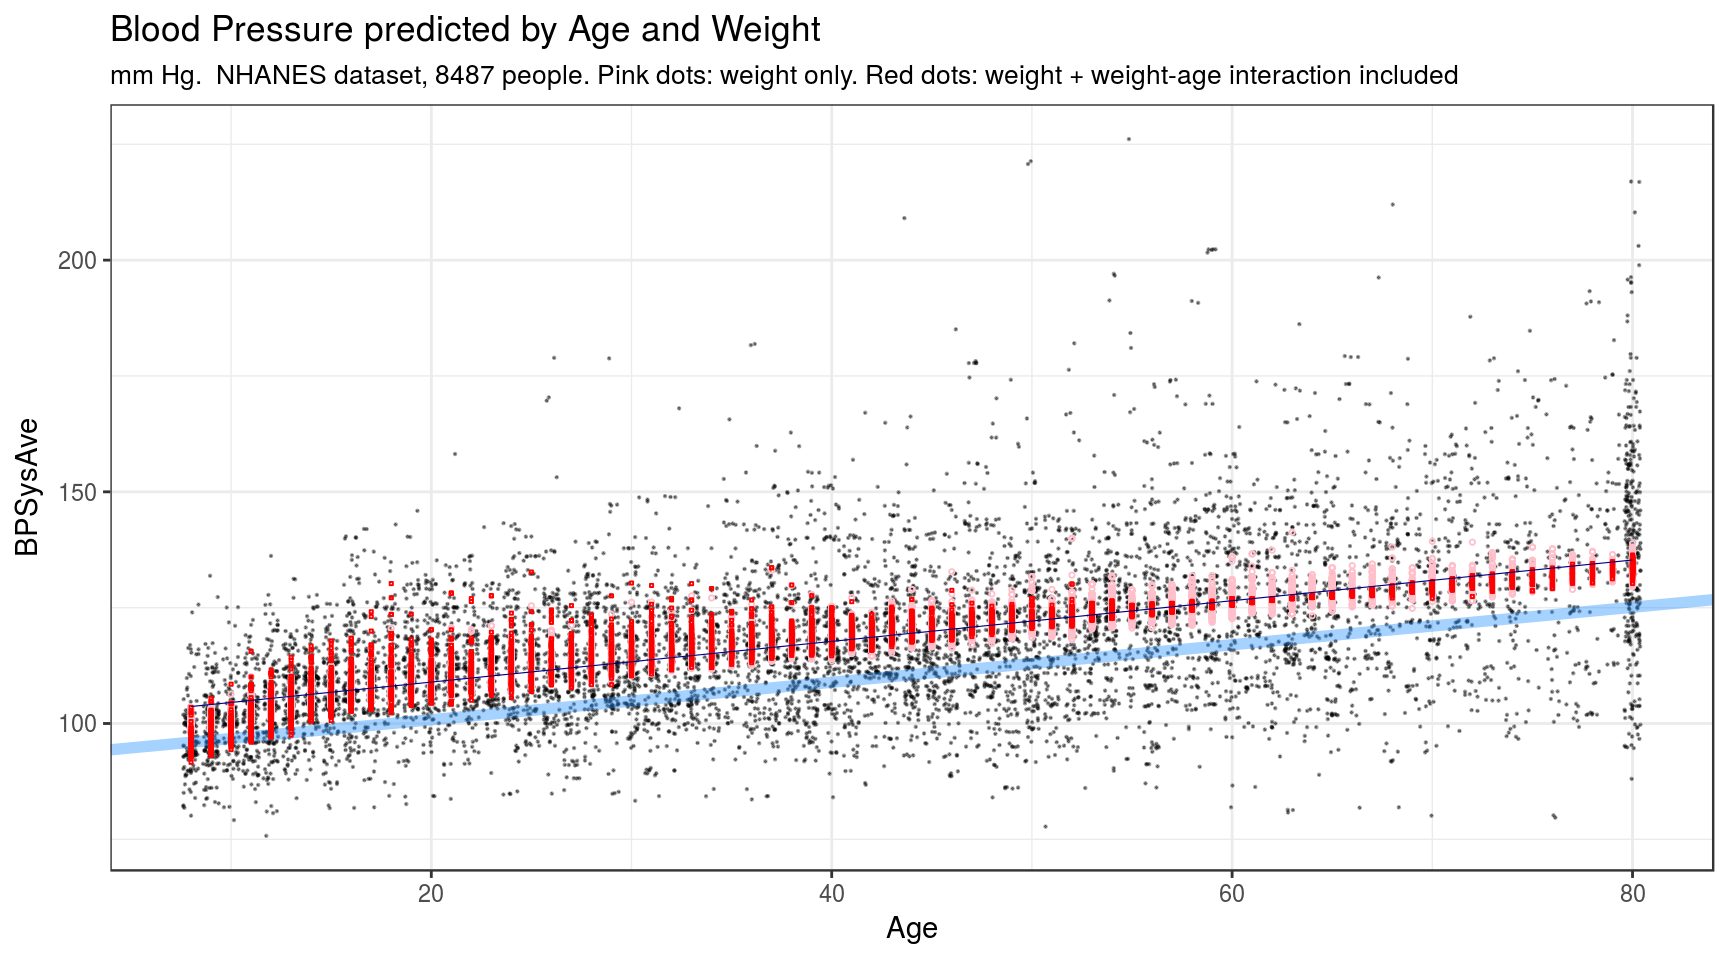 Blood Pressure predicted by Age and Weight
mm Hg.  NHANES dataset, 8487 people. Pink dots: weight only. Red dots: weight + weight-age interaction included
BPSysAve
200
150
100
20
40
60
80
Age